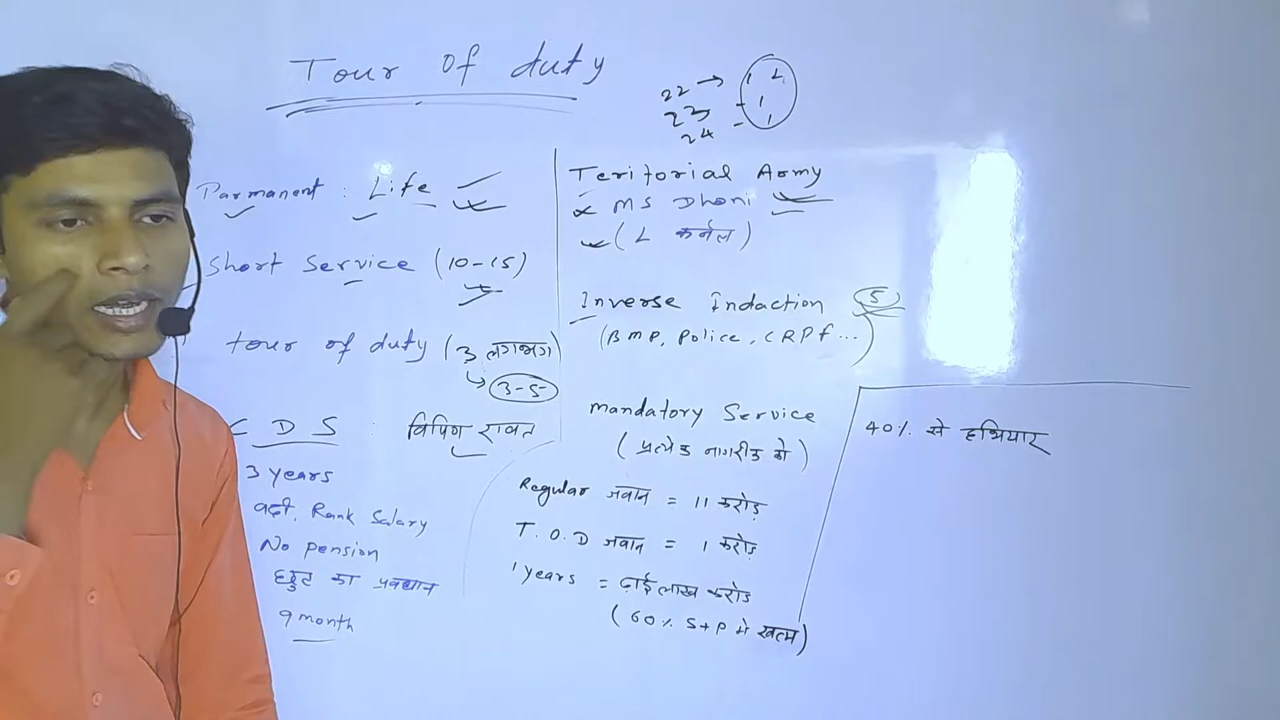 Tour of duty
22 → 1 L
23 - 1
24 - 1
Parmanent : Life
Short Service (10-15)
tour of duty (3 लगभग)
↳ 3-5
C D S : विपिन रावत
3 years
वर्दी, Rank Salary
No pension
छुट का प्रवधान
9 month
Teritorial Army
MS Dhoni
(L कर्नल)
Inverse Indaction (5)
(BMP, Police, CRPF...)
Mandatory Service
(प्रत्येक नागरीक को)
Regular जवान = 11 करोड़
T.O.D जवान = 1 करोड़
1 years = ढ़ाई लाख करोड़
(60% S+P मे खत्म)
40% से हथियार